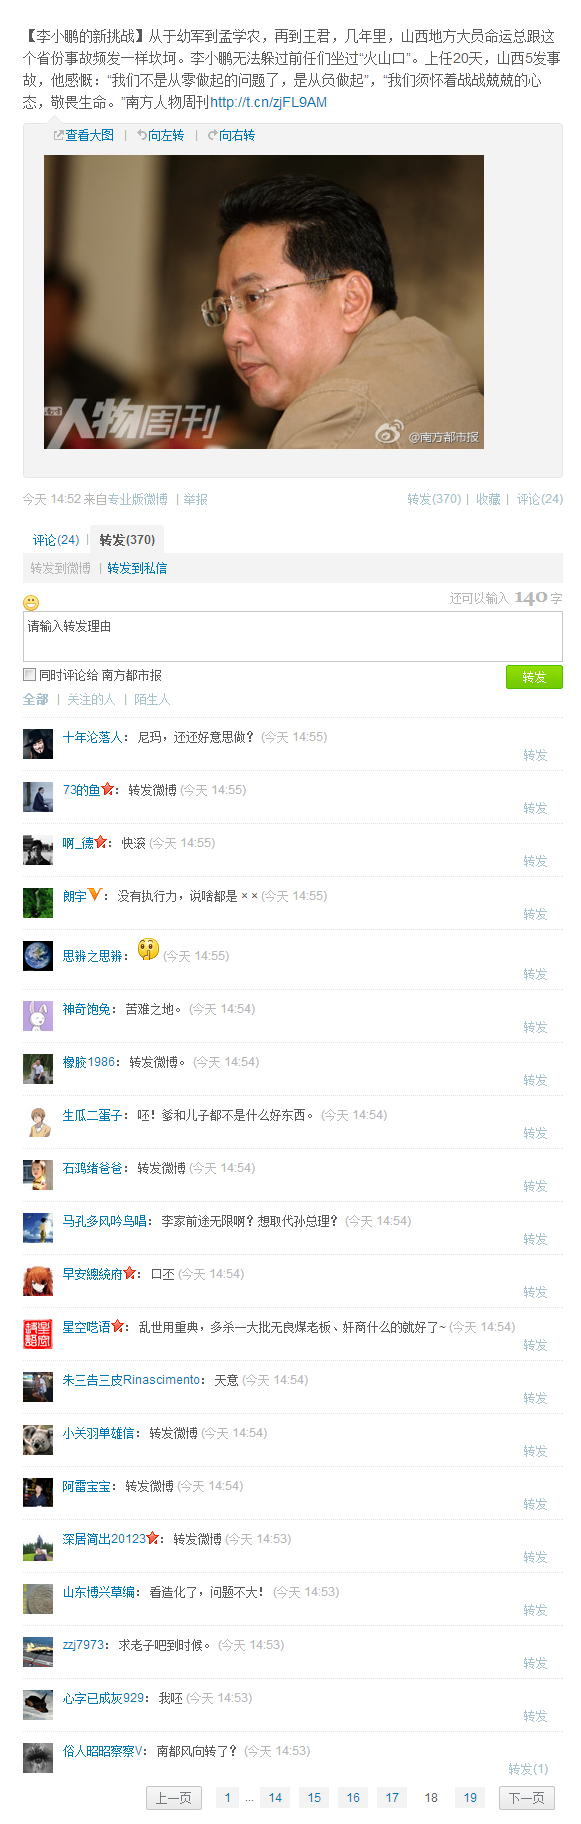 【李小鹏的新挑战】从于幼军到孟学农，再到王君，几年里，山西地方大员命运总跟这
个省份事故频发一样坎坷。李小鹏无法躲过前任们坐过“火山口”。上任20天，山西5发事
故，他感慨：“我们不是从零做起的问题了，是从负做起”，“我们须怀着战战兢兢的心
态，敬畏生命。”南方人物周刊http://t.cn/zjFL9AM
查看大图 | 向左转 | 向右转
南方人物周刊
@南方都市报
今天 14:52 来自专业版微博 | 举报 转发(370) | 收藏 | 评论(24)
评论(24) | 转发(370)
转发到微博 | 转发到私信
还可以输入 140 字
请输入转发理由
同时评论给 南方都市报 转发
全部 | 关注的人 | 陌生人
十年沦落人：尼玛，还还好意思做？ (今天 14:55)
转发
73的鱼：转发微博 (今天 14:55)
转发
啊_德：快滚 (今天 14:55)
转发
朗宇：没有执行力，说啥都是 × × (今天 14:55)
转发
思辨之思辨： (今天 14:55)
转发
神奇饱兔：苦难之地。 (今天 14:54)
转发
橡胶1986：转发微博。 (今天 14:54)
转发
生瓜二蛋子：呸！爹和儿子都不是什么好东西。 (今天 14:54)
转发
石鸡绪爸爸：转发微博 (今天 14:54)
转发
马孔多风吟鸟唱：李家前途无限啊？想取代孙总理？ (今天 14:54)
转发
早安總統府：口丕 (今天 14:54)
转发
星空呓语：乱世用重典，多杀一大批无良煤老板、奸商什么的就好了~ (今天 14:54)
转发
朱三告三皮Rinascimento：天意 (今天 14:54)
转发
小关羽单雄信：转发微博 (今天 14:54)
转发
阿雷宝宝：转发微博 (今天 14:54)
转发
深居简出20123：转发微博 (今天 14:53)
转发
山东博兴草编：看造化了，问题不大！ (今天 14:53)
转发
zzj7973：求老子吧到时候。 (今天 14:53)
转发
心字已成灰929：我呸 (今天 14:53)
转发
俗人昭昭察察V：南都风向转了？ (今天 14:53)
转发(1)
上一页 1 ... 14 15 16 17 18 19 下一页